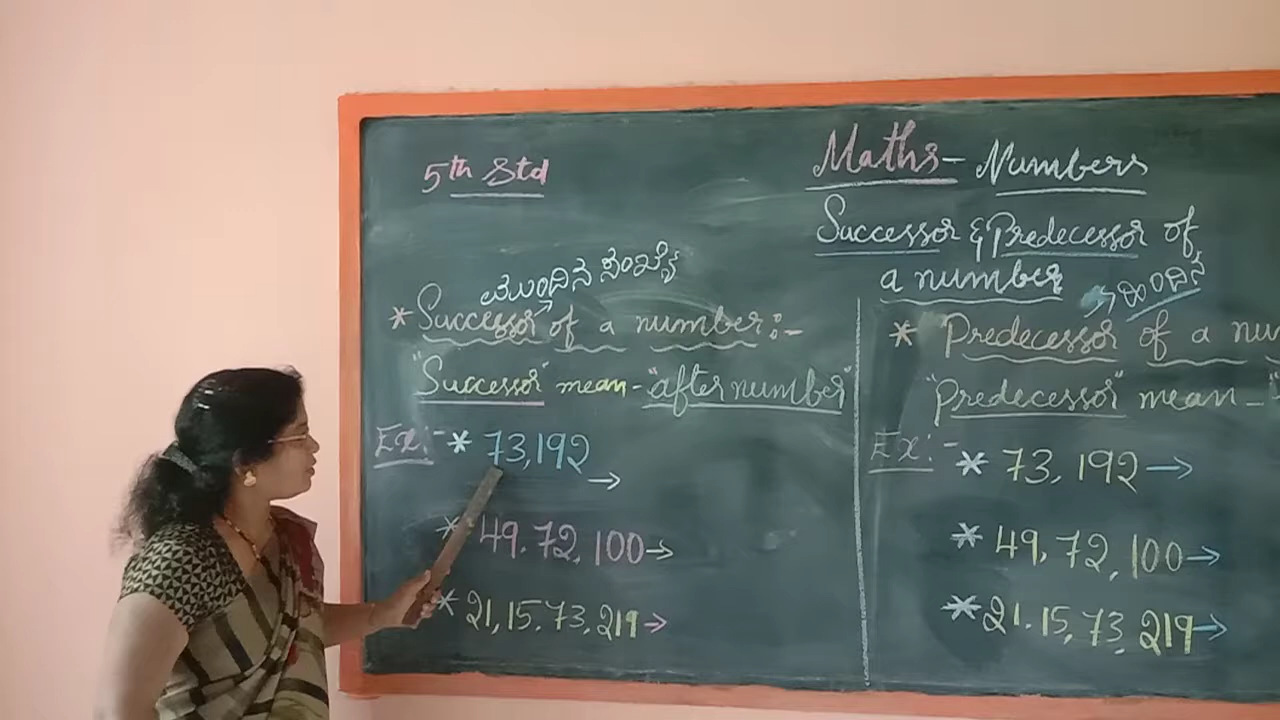 5th Std
Maths - Numbers
Successor & Predecessor of
a number
ಮುಂದಿನ ಸಂಖ್ಯೆ
* Successor → of a number :-
"Successor" mean - "after number"
Ex :- * 73,192 →
* 49,72,100 →
* 21,15,73,219 →
→ ಹಿಂದಿನ
* Predecessor of a nu
"Predecessor" mean - "
Ex :- * 73,192 →
* 49,72,100 →
* 21,15,73,219 →